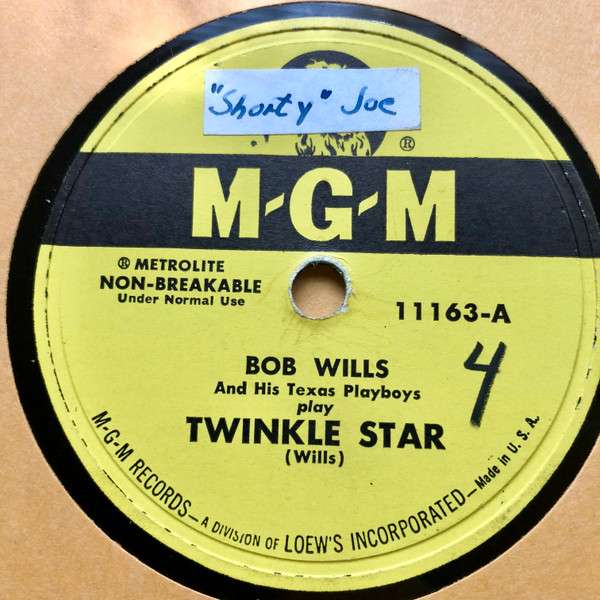 "Shorty" Joe
®
M-G-M
® METROLITE
NON-BREAKABLE
Under Normal Use
11163-A
4
BOB WILLS
And His Texas Playboys
play
TWINKLE STAR
(Wills)
M-G-M RECORDS—A DIVISION OF LOEW'S INCORPORATED—Made in U. S. A.